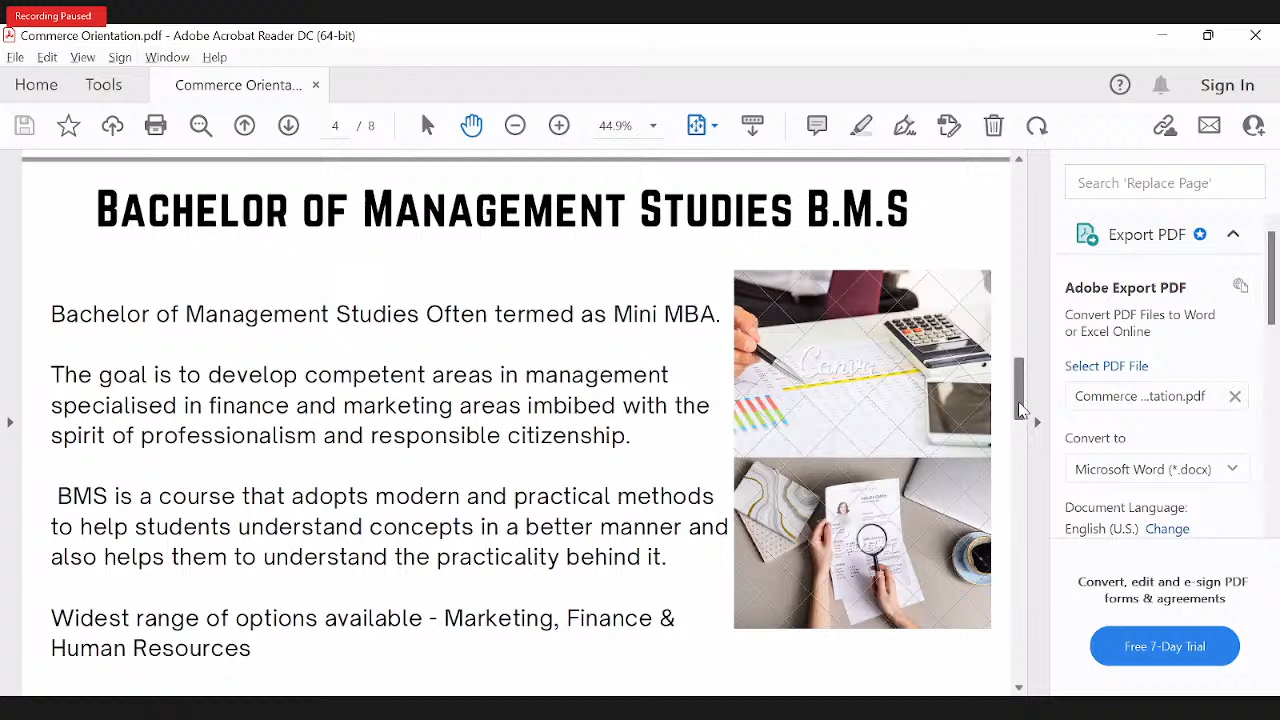 Recording Paused
Commerce Orientation.pdf - Adobe Acrobat Reader DC (64-bit)
File Edit View Sign Window Help
Home Tools Commerce Orienta... × Sign In
4 / 8 44.9%
BACHELOR OF MANAGEMENT STUDIES B.M.S
Bachelor of Management Studies Often termed as Mini MBA.
The goal is to develop competent areas in management
specialised in finance and marketing areas imbibed with the
spirit of professionalism and responsible citizenship.
BMS is a course that adopts modern and practical methods
to help students understand concepts in a better manner and
also helps them to understand the practicality behind it.
Widest range of options available - Marketing, Finance &
Human Resources
Canva
Search 'Replace Page'
Export PDF
Adobe Export PDF
Convert PDF Files to Word
or Excel Online
Select PDF File
Commerce ...tation.pdf
Convert to
Microsoft Word (*.docx)
Document Language:
English (U.S.) Change
Convert, edit and e-sign PDF
forms & agreements
Free 7-Day Trial